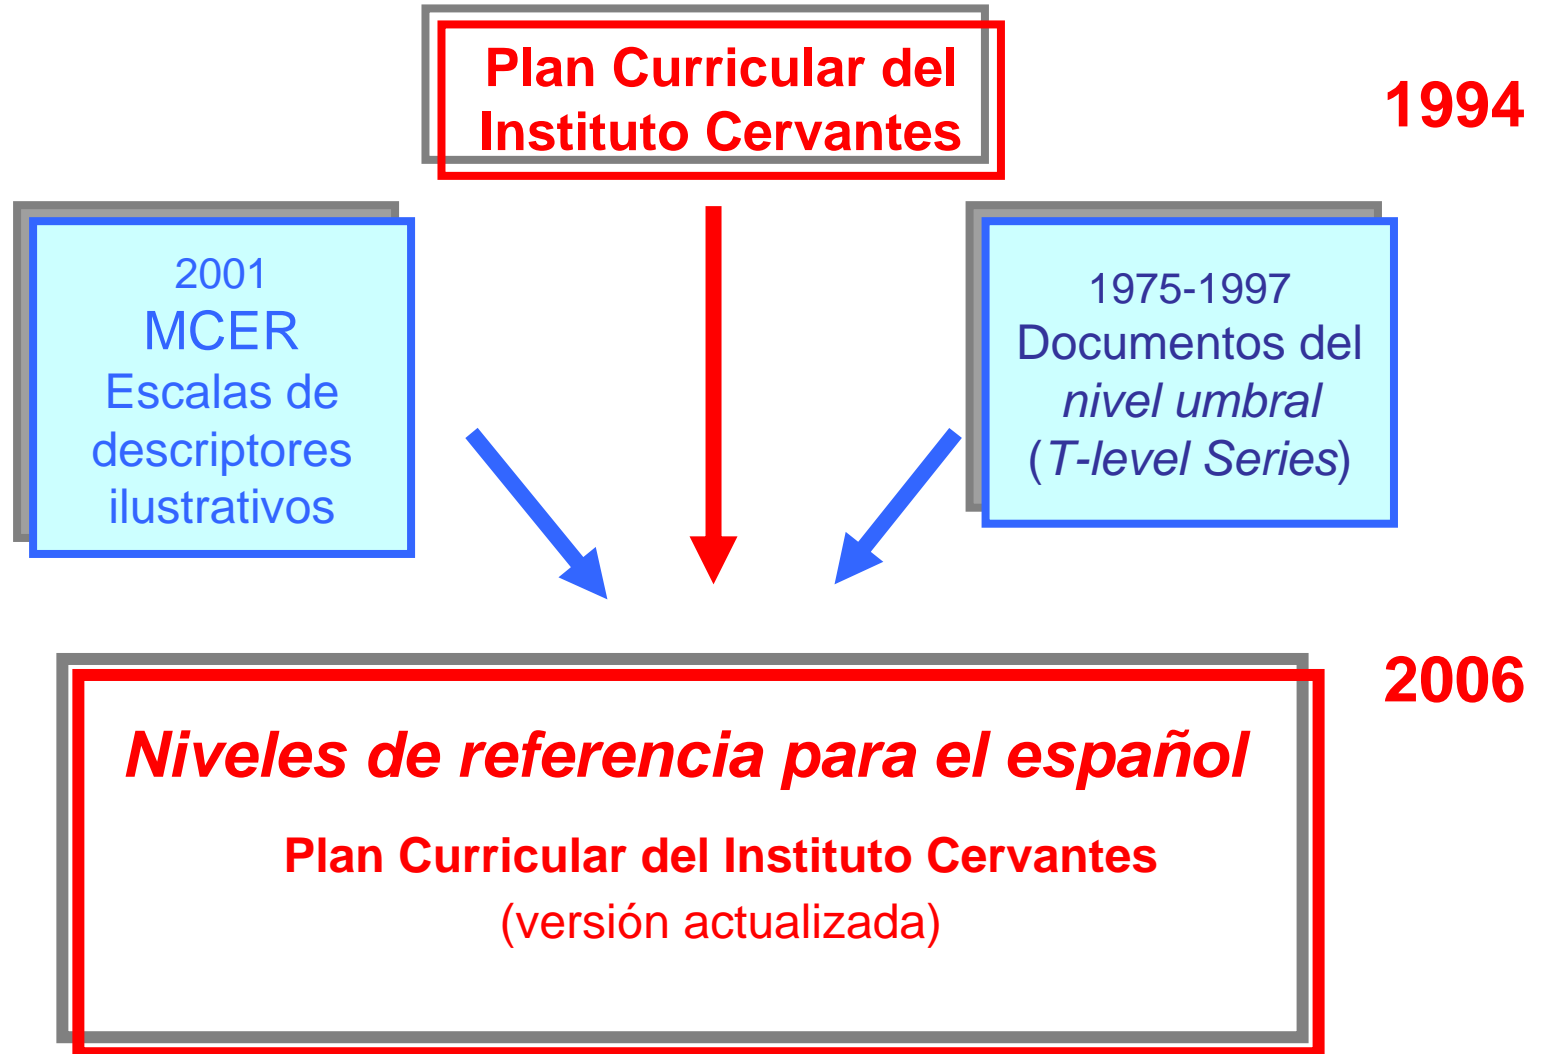 Plan Curricular del
Instituto Cervantes
1994
2001
MCER
Escalas de
descriptores
ilustrativos
1975-1997
Documentos del
nivel umbral
(T-level Series)
2006
Niveles de referencia para el español
Plan Curricular del Instituto Cervantes
(versión actualizada)